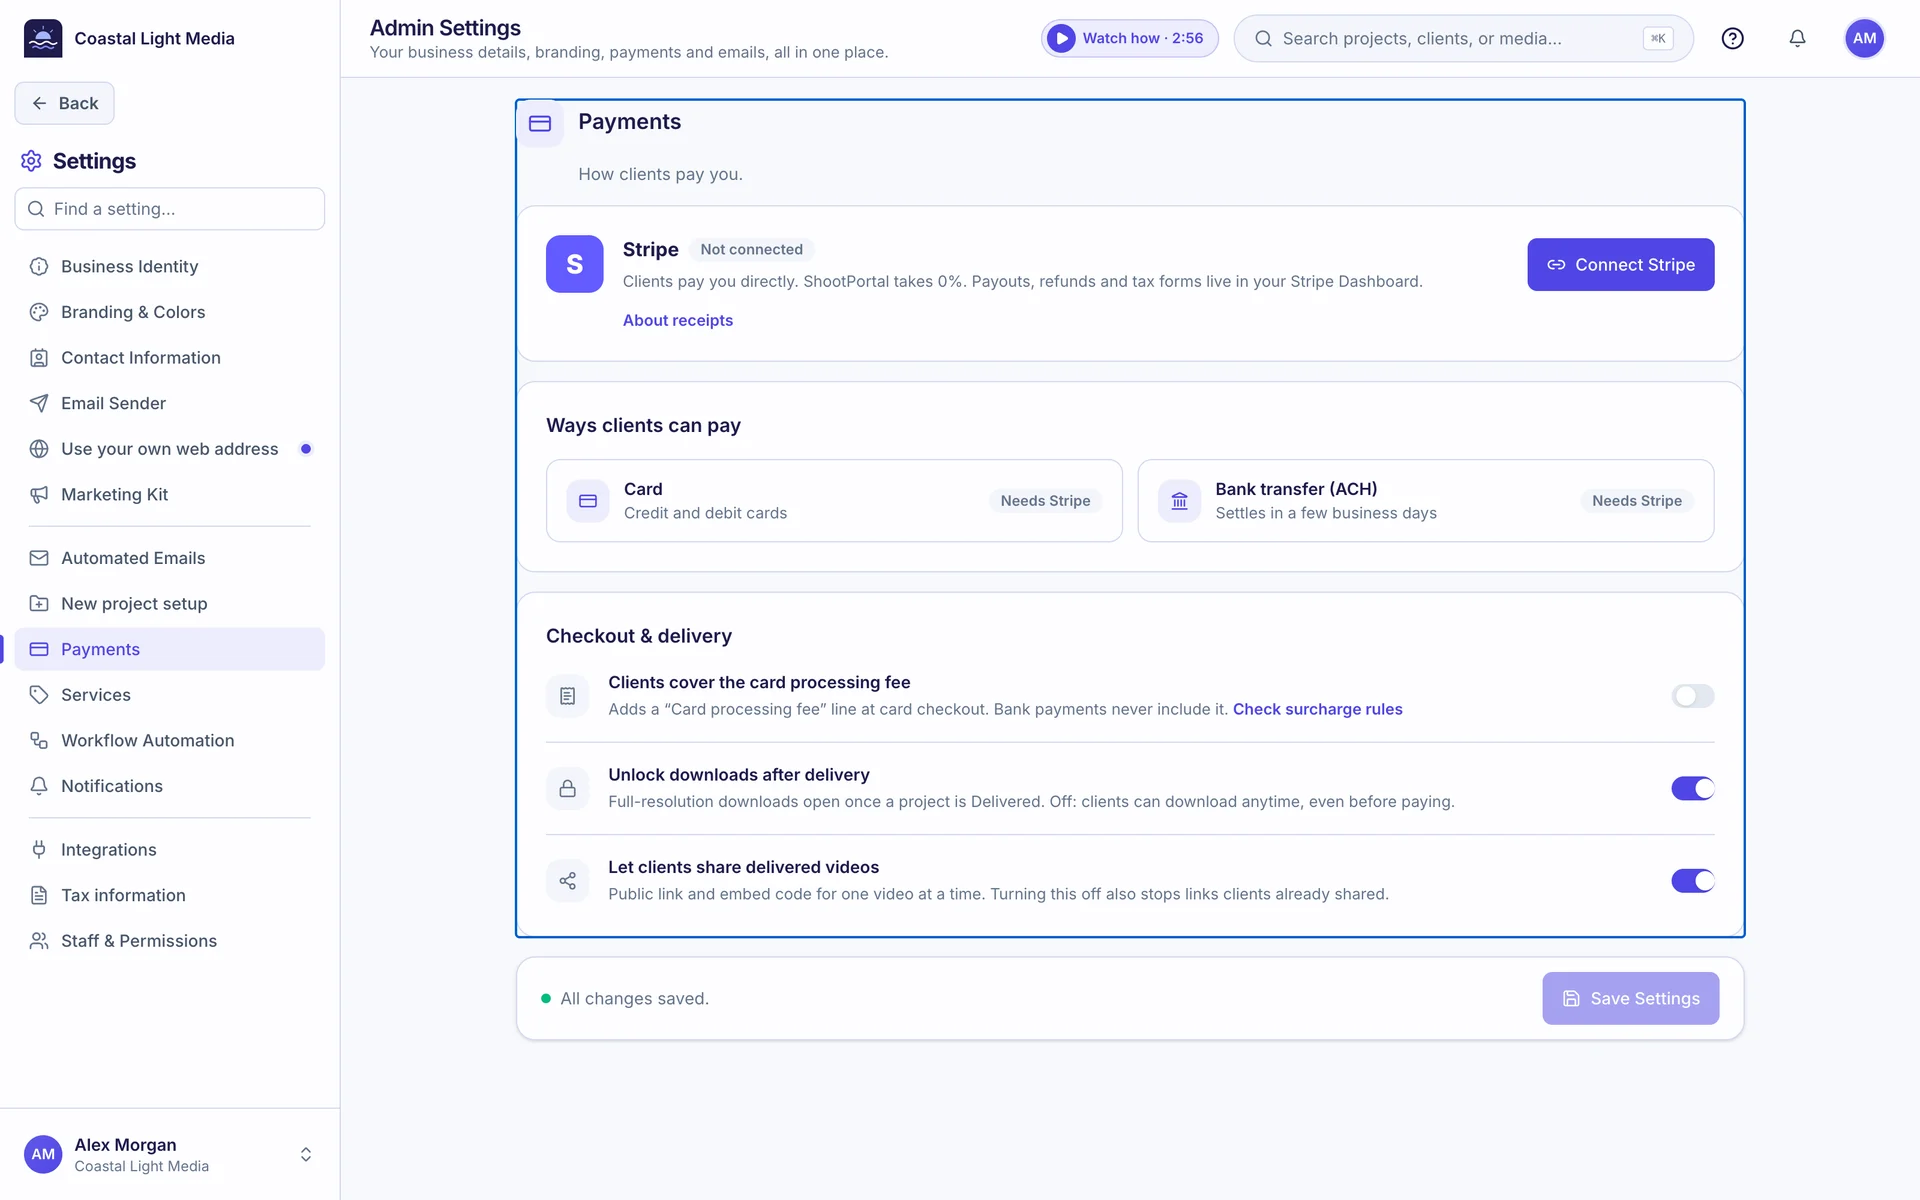 Coastal Light Media
Admin Settings
Your business details, branding, payments and emails, all in one place.
Watch how · 2:56
Search projects, clients, or media...
⌘K
AM
Back
Settings
Find a setting...
Business Identity
Branding & Colors
Contact Information
Email Sender
Use your own web address
Marketing Kit
Automated Emails
New project setup
Payments
Services
Workflow Automation
Notifications
Integrations
Tax information
Staff & Permissions
AM
Alex Morgan
Coastal Light Media
Payments
How clients pay you.
S
Stripe
Not connected
Clients pay you directly. ShootPortal takes 0%. Payouts, refunds and tax forms live in your Stripe Dashboard.
About receipts
Connect Stripe
Ways clients can pay
Card
Credit and debit cards
Needs Stripe
Bank transfer (ACH)
Settles in a few business days
Needs Stripe
Checkout & delivery
Clients cover the card processing fee
Adds a “Card processing fee” line at card checkout. Bank payments never include it. Check surcharge rules
Unlock downloads after delivery
Full-resolution downloads open once a project is Delivered. Off: clients can download anytime, even before paying.
Let clients share delivered videos
Public link and embed code for one video at a time. Turning this off also stops links clients already shared.
All changes saved.
Save Settings